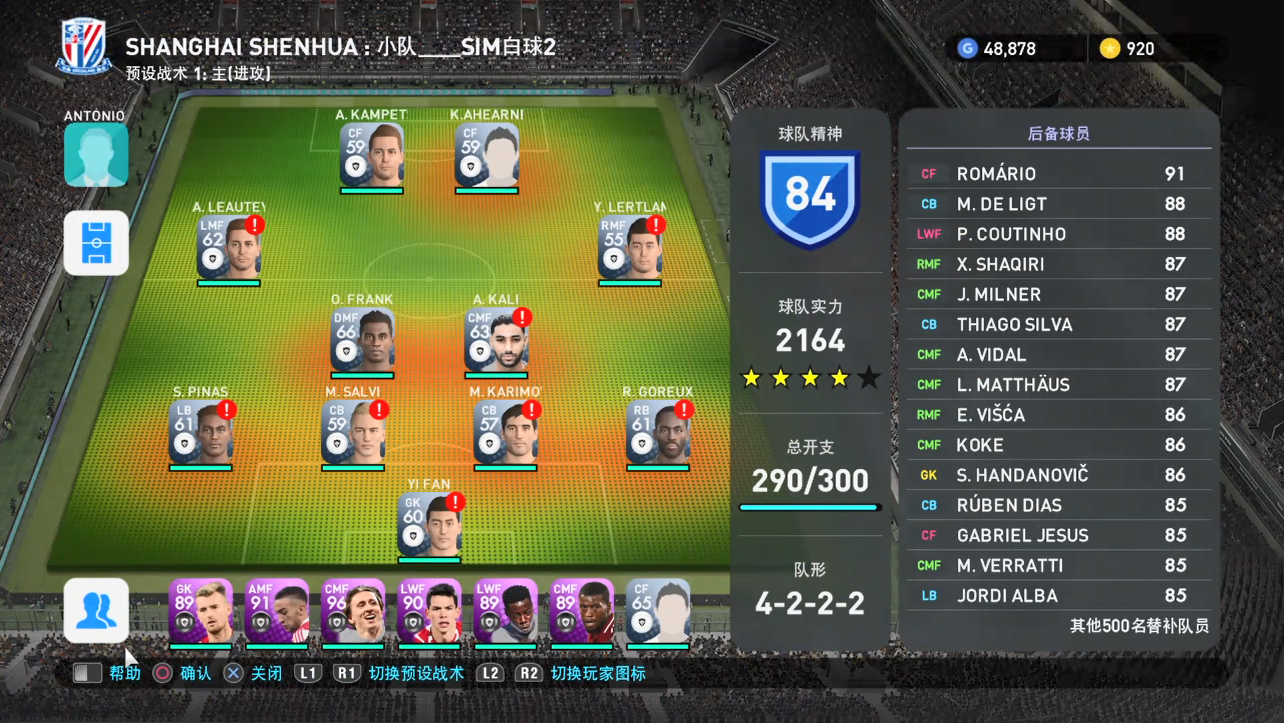 SHANGHAI SHENHUA : 小队____SIM白球2
预设战术 1: 主[进攻]
G 48,878
920
ANTÓNIO
A. KAMPET
CF
59
K.AHEARNI
CF
59
A. LEAUTEY
LMF
62
!
Y. LERTLAN
RMF
55
!
O. FRANK
DMF
66
A. KALI
CMF
63
!
S. PINAS
LB
61
!
M. SALVI
CB
59
!
M. KARIMO
CB
57
!
R. GOREUX
RB
61
!
YI FAN
GK
60
!
GK
89
AMF
91
CMF
96
LWF
90
LWF
89
CMF
89
CF
65
球队精神
84
球队实力
2164
总开支
290/300
队形
4-2-2-2
后备球员
CF ROMÁRIO 91
CB M. DE LIGT 88
LWF P. COUTINHO 88
RMF X. SHAQIRI 87
CMF J. MILNER 87
CB THIAGO SILVA 87
CMF A. VIDAL 87
CMF L. MATTHÄUS 87
RMF E. VIŠĆA 86
CMF KOKE 86
GK S. HANDANOVIČ 86
CB RÚBEN DIAS 85
CF GABRIEL JESUS 85
CMF M. VERRATTI 85
LB JORDI ALBA 85
其他500名替补队员
帮助 确认 关闭 L1 R1 切换预设战术 L2 R2 切换玩家图标